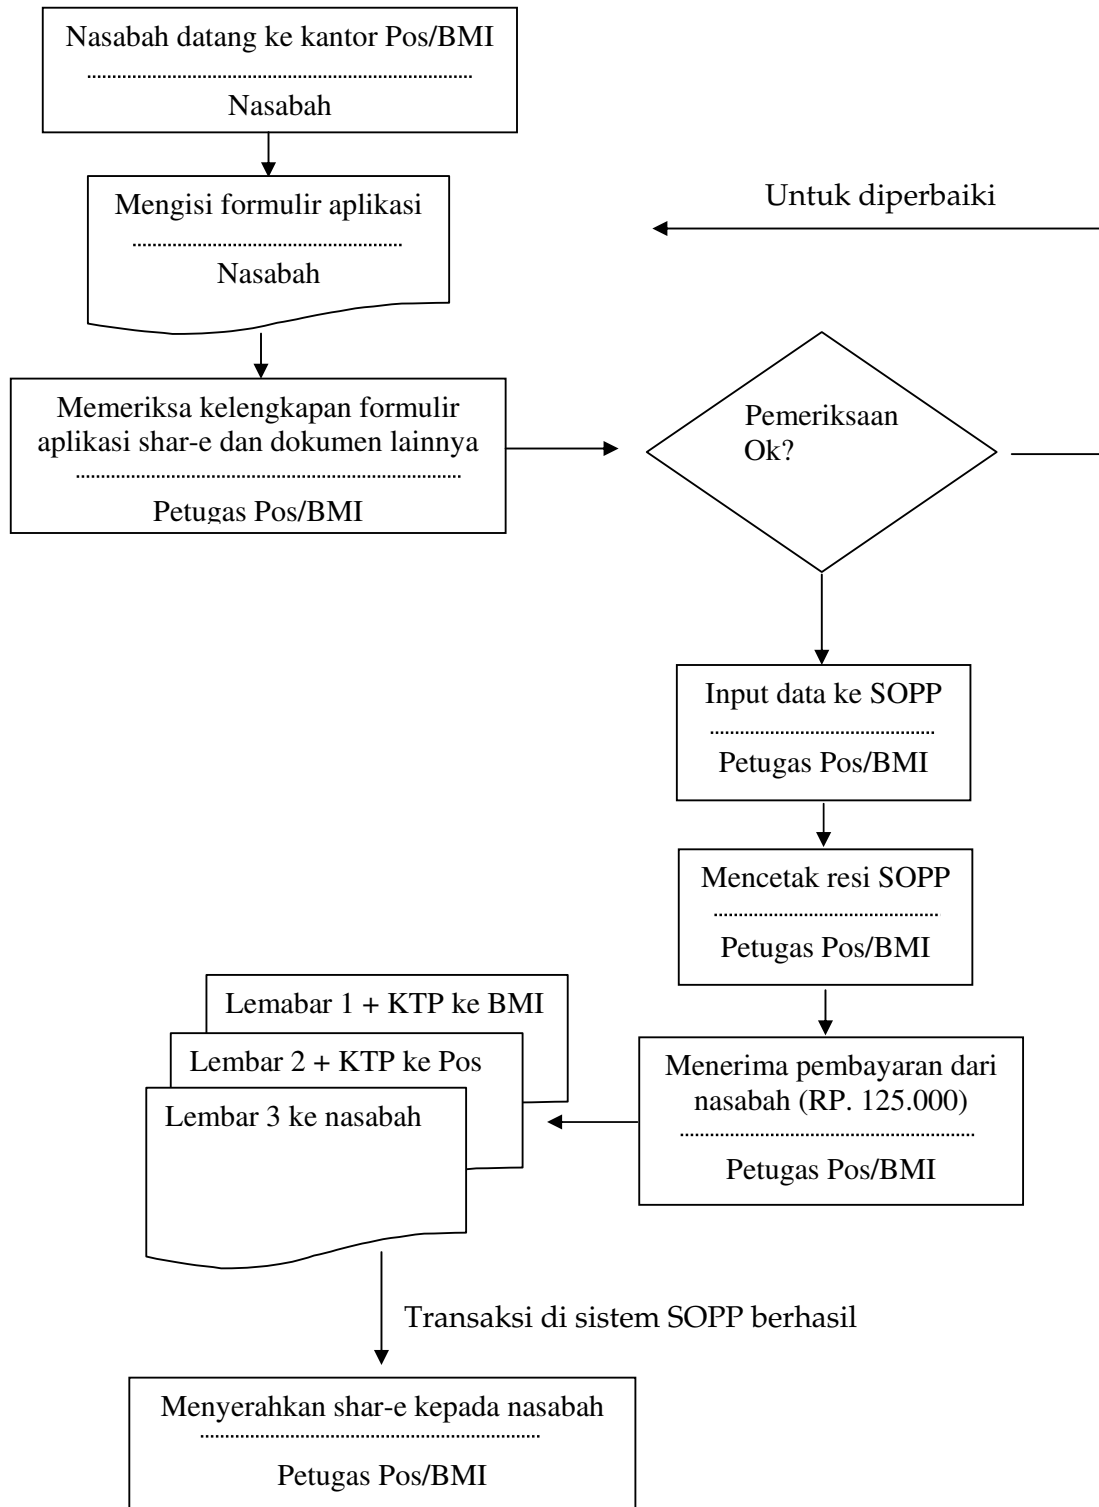 Nasabah datang ke kantor Pos/BMI
Nasabah
Mengisi formulir aplikasi
Nasabah
Untuk diperbaiki
Memeriksa kelengkapan formulir
aplikasi shar-e dan dokumen lainnya
Petugas Pos/BMI
Pemeriksaan
Ok?
Input data ke SOPP
Petugas Pos/BMI
Mencetak resi SOPP
Petugas Pos/BMI
Menerima pembayaran dari
nasabah (RP. 125.000)
Petugas Pos/BMI
Lemabar 1 + KTP ke BMI
Lembar 2 + KTP ke Pos
Lembar 3 ke nasabah
Transaksi di sistem SOPP berhasil
Menyerahkan shar-e kepada nasabah
Petugas Pos/BMI